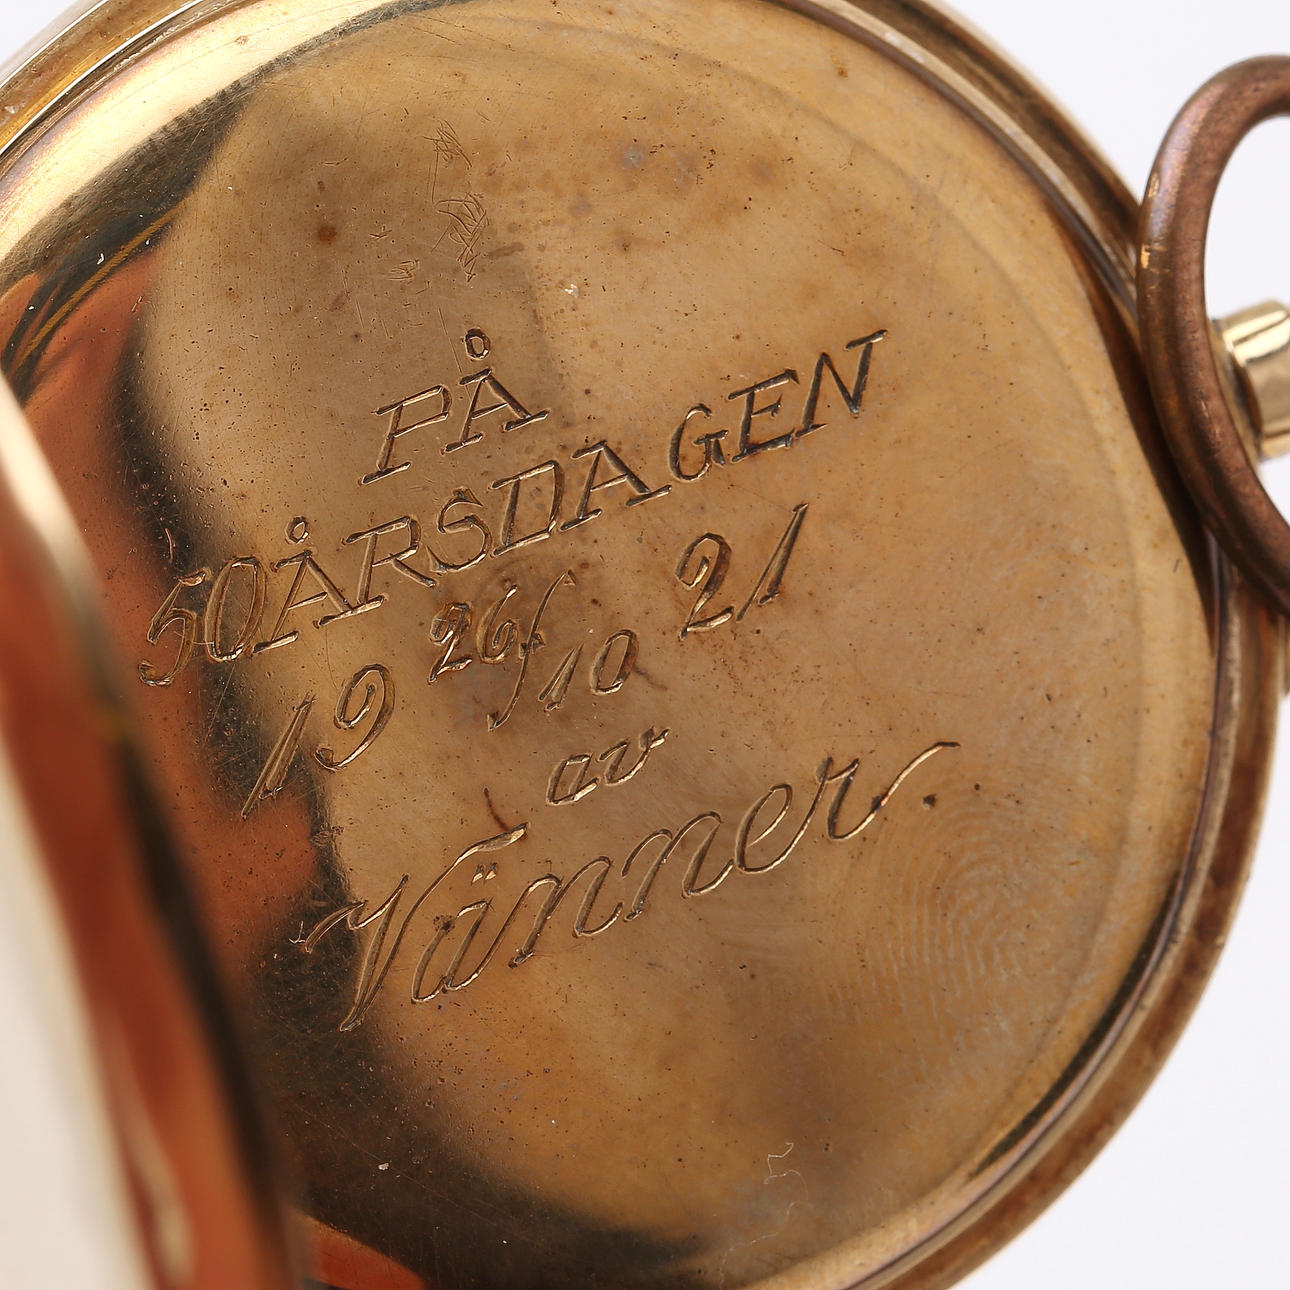 PÅ
50ÅRSDAGEN
19 26/10 21
av
Vänner.